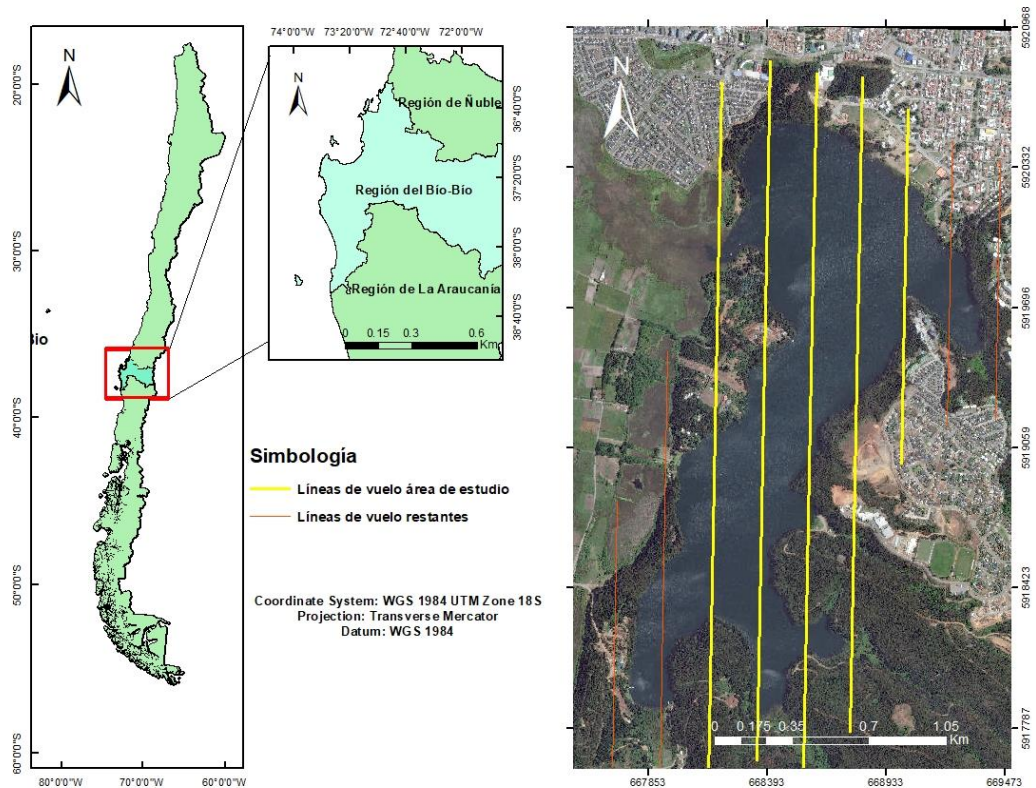 N
20°0'0"S
30°0'0"S
40°0'0"S
50°0'0"S
60°0'0"S
80°0'0"W 70°0'0"W 60°0'0"W
Bio
74°0'0"W 73°20'0"W 72°40'0"W 72°0'0"W
N
Región de Ñuble
Región del Bío-Bío
Región de La Araucanía
0 0.15 0.3 0.6
Km
36°40'0"S
37°20'0"S
38°0'0"S
38°40'0"S
Simbología
Líneas de vuelo área de estudio
Líneas de vuelo restantes
Coordinate System: WGS 1984 UTM Zone 18S
Projection: Transverse Mercator
Datum: WGS 1984
N
0 0.175 0.35 0.7 1.05
Km
5920968
5920332
5919696
5919059
5918423
5917787
667853 668393 668933 669473